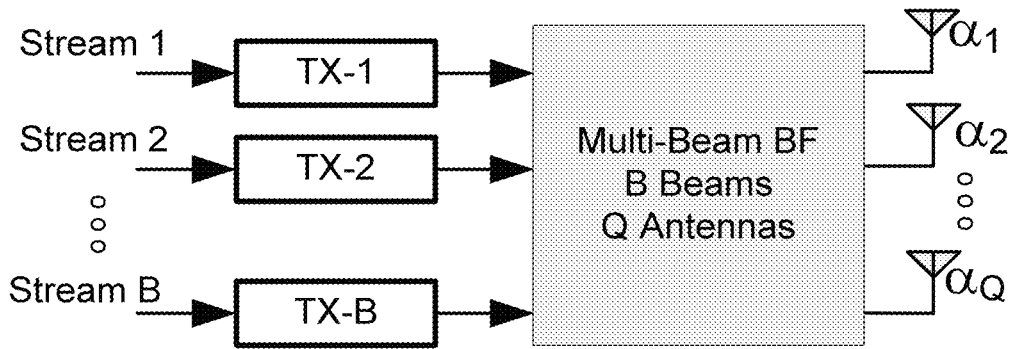 Stream 1
TX-1
α1
Stream 2
TX-2
Multi-Beam BF
B Beams
Q Antennas
α2
Stream B
TX-B
αQ